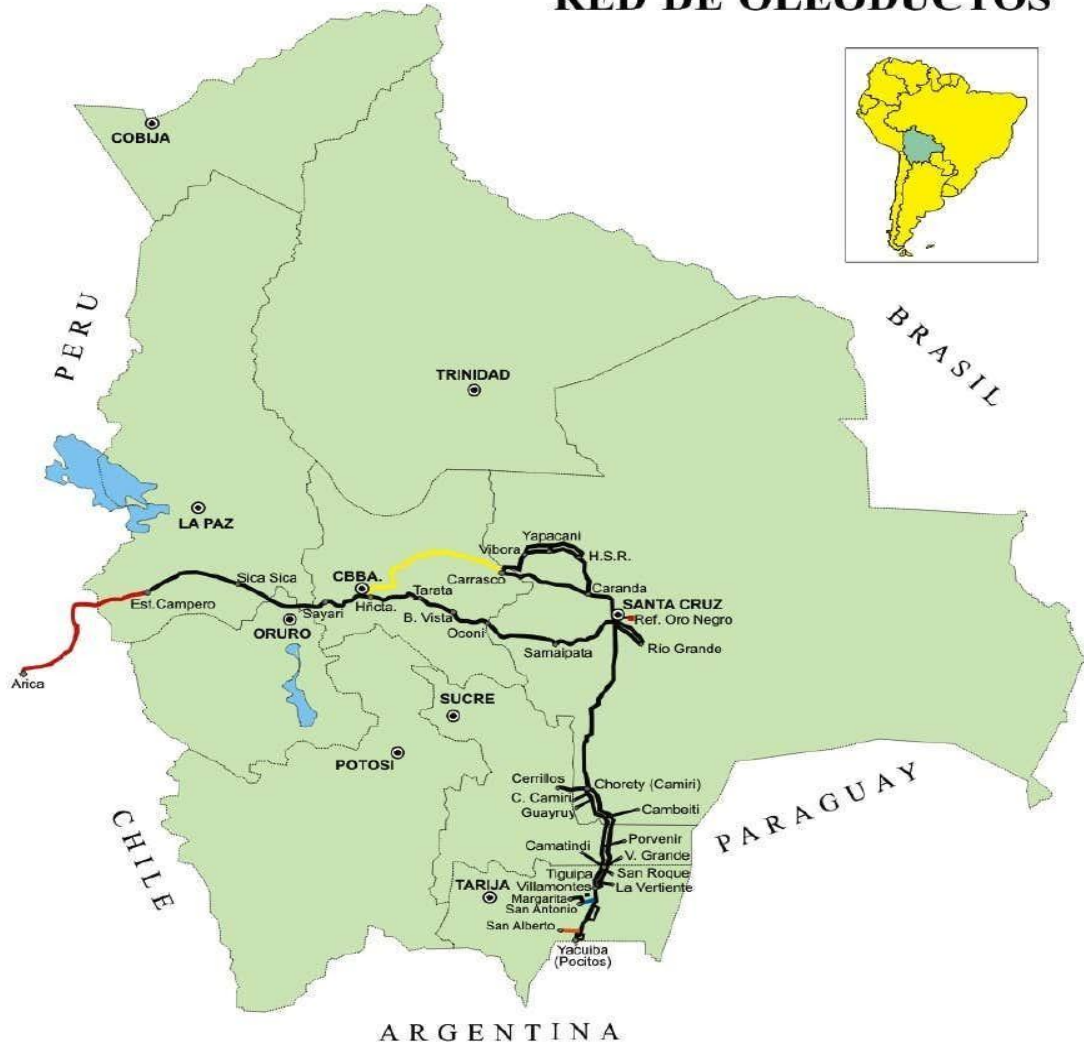 RED DE OLEODUCTOS
COBIJA
PERU
BRASIL
TRINIDAD
LA PAZ
Yapacani
Vibora
H.S.R.
CBBA.
Carrasco
Sica Sica
Tarata
Caranda
Est.Campero
Hñcta.
SANTA CRUZ
Sayari
B. Vista
Ref. Oro Negro
ORURO
Oconi
Samaipata
Rio Grande
Arica
SUCRE
POTOSI
Cerrillos
Chorety (Camiri)
C. Camiri
Guayruy
Camboiti
CHILE
PARAGUAY
Porvenir
Camatindi
V. Grande
Tiguipa
San Roque
TARIJA
Villamontes
La Vertiente
Margarita
San Antonio
San Alberto
Yacuiba
(Pocitos)
ARGENTINA